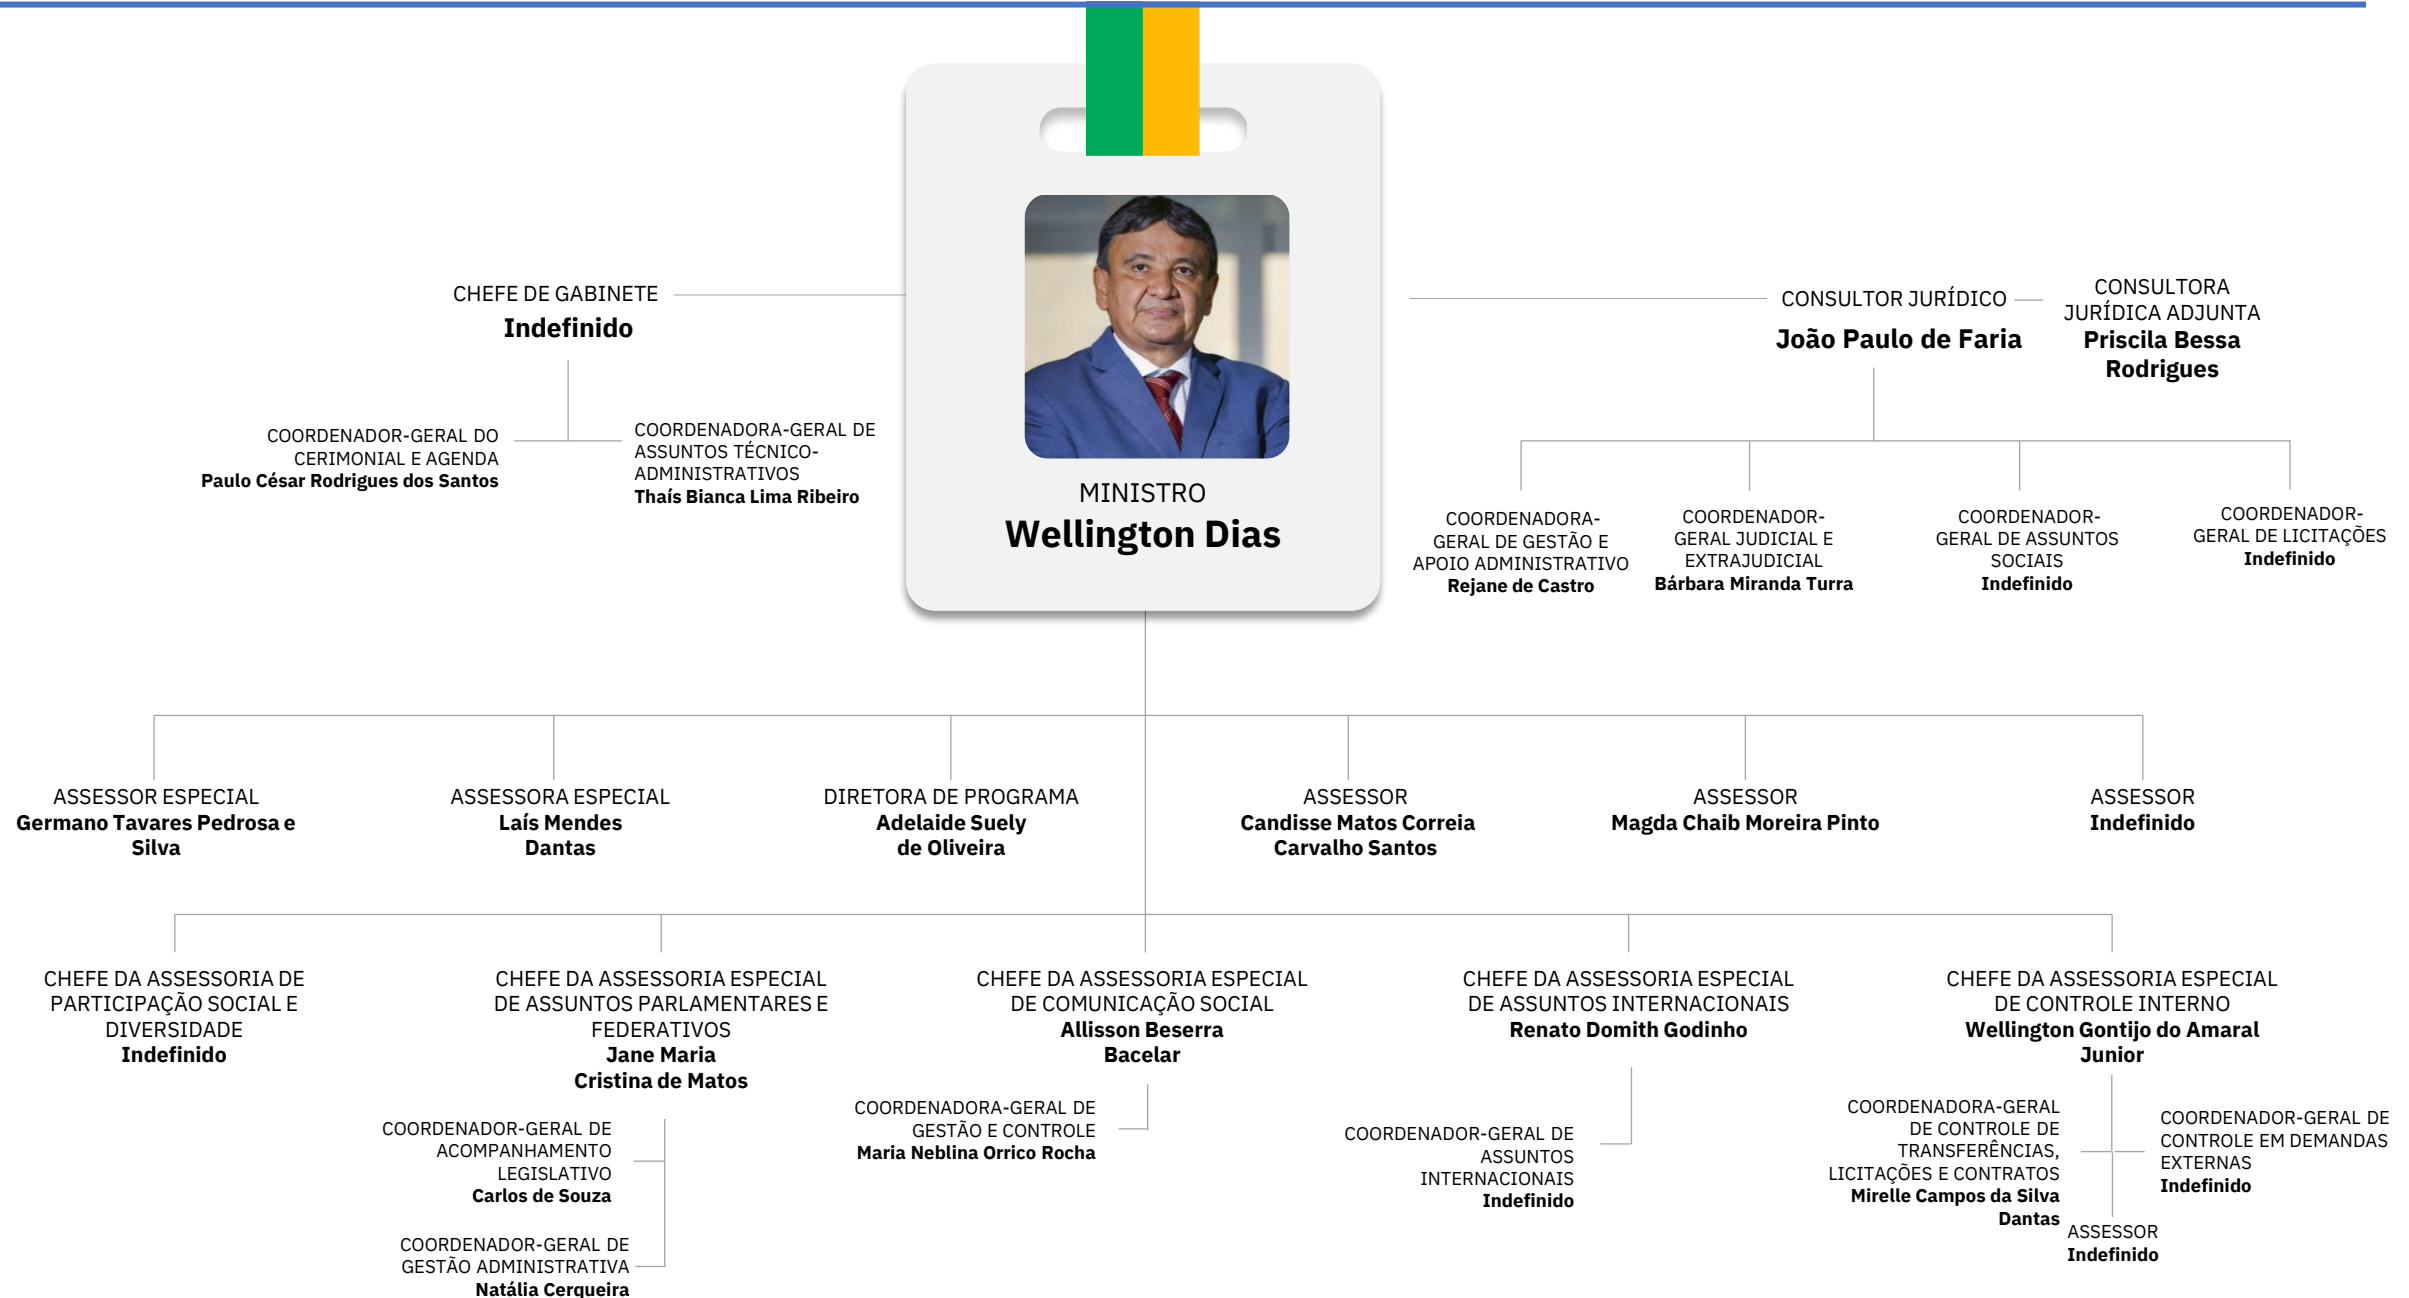 MINISTRO
Wellington Dias
CHEFE DE GABINETE
Indefinido
COORDENADOR-GERAL DO
CERIMONIAL E AGENDA
Paulo César Rodrigues dos Santos
COORDENADORA-GERAL DE
ASSUNTOS TÉCNICO-
ADMINISTRATIVOS
Thaís Bianca Lima Ribeiro
CONSULTOR JURÍDICO
João Paulo de Faria
CONSULTORA
JURÍDICA ADJUNTA
Priscila Bessa
Rodrigues
COORDENADORA-
GERAL DE GESTÃO E
APOIO ADMINISTRATIVO
Rejane de Castro
COORDENADOR-
GERAL JUDICIAL E
EXTRAJUDICIAL
Bárbara Miranda Turra
COORDENADOR-
GERAL DE ASSUNTOS
SOCIAIS
Indefinido
COORDENADOR-
GERAL DE LICITAÇÕES
Indefinido
ASSESSOR ESPECIAL
Germano Tavares Pedrosa e
Silva
ASSESSORA ESPECIAL
Laís Mendes
Dantas
DIRETORA DE PROGRAMA
Adelaide Suely
de Oliveira
ASSESSOR
Candisse Matos Correia
Carvalho Santos
ASSESSOR
Magda Chaib Moreira Pinto
ASSESSOR
Indefinido
CHEFE DA ASSESSORIA DE
PARTICIPAÇÃO SOCIAL E
DIVERSIDADE
Indefinido
CHEFE DA ASSESSORIA ESPECIAL
DE ASSUNTOS PARLAMENTARES E
FEDERATIVOS
Jane Maria
Cristina de Matos
COORDENADOR-GERAL DE
ACOMPANHAMENTO
LEGISLATIVO
Carlos de Souza
COORDENADOR-GERAL DE
GESTÃO ADMINISTRATIVA
Natália Cerqueira
CHEFE DA ASSESSORIA ESPECIAL
DE COMUNICAÇÃO SOCIAL
Allisson Beserra
Bacelar
COORDENADORA-GERAL DE
GESTÃO E CONTROLE
Maria Neblina Orrico Rocha
CHEFE DA ASSESSORIA ESPECIAL
DE ASSUNTOS INTERNACIONAIS
Renato Domith Godinho
COORDENADOR-GERAL DE
ASSUNTOS
INTERNACIONAIS
Indefinido
CHEFE DA ASSESSORIA ESPECIAL
DE CONTROLE INTERNO
Wellington Gontijo do Amaral
Junior
COORDENADORA-GERAL
DE CONTROLE DE
TRANSFERÊNCIAS,
LICITAÇÕES E CONTRATOS
Mirelle Campos da Silva
Dantas
COORDENADOR-GERAL DE
CONTROLE EM DEMANDAS
EXTERNAS
Indefinido
ASSESSOR
Indefinido